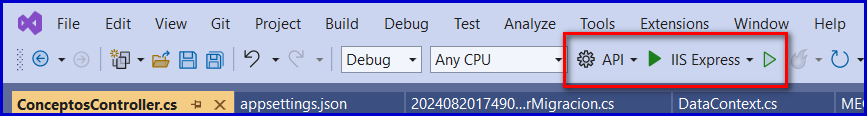 File Edit View Git Project Build Debug Test Analyze Tools Extensions Window Help
Debug Any CPU API IIS Express
ConceptosController.cs appsettings.json 2024082017490...rMigracion.cs DataContext.cs